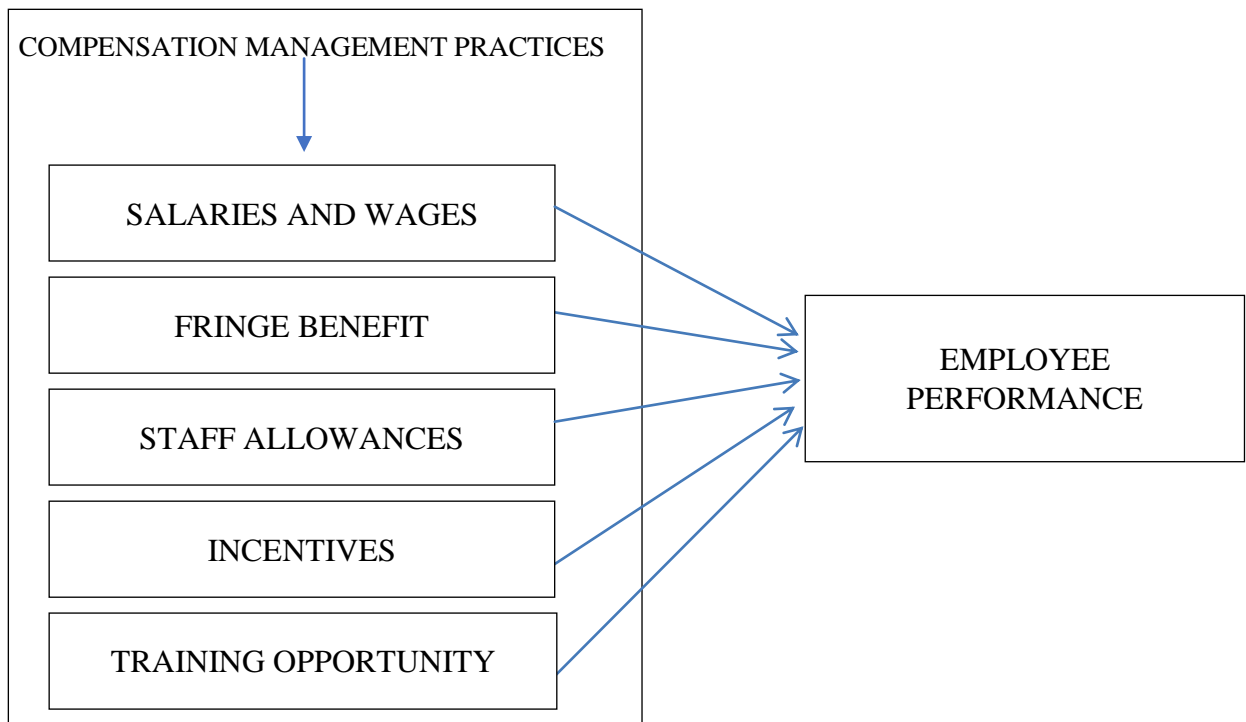 COMPENSATION MANAGEMENT PRACTICES
SALARIES AND WAGES
FRINGE BENEFIT
STAFF ALLOWANCES
INCENTIVES
TRAINING OPPORTUNITY
EMPLOYEE
PERFORMANCE